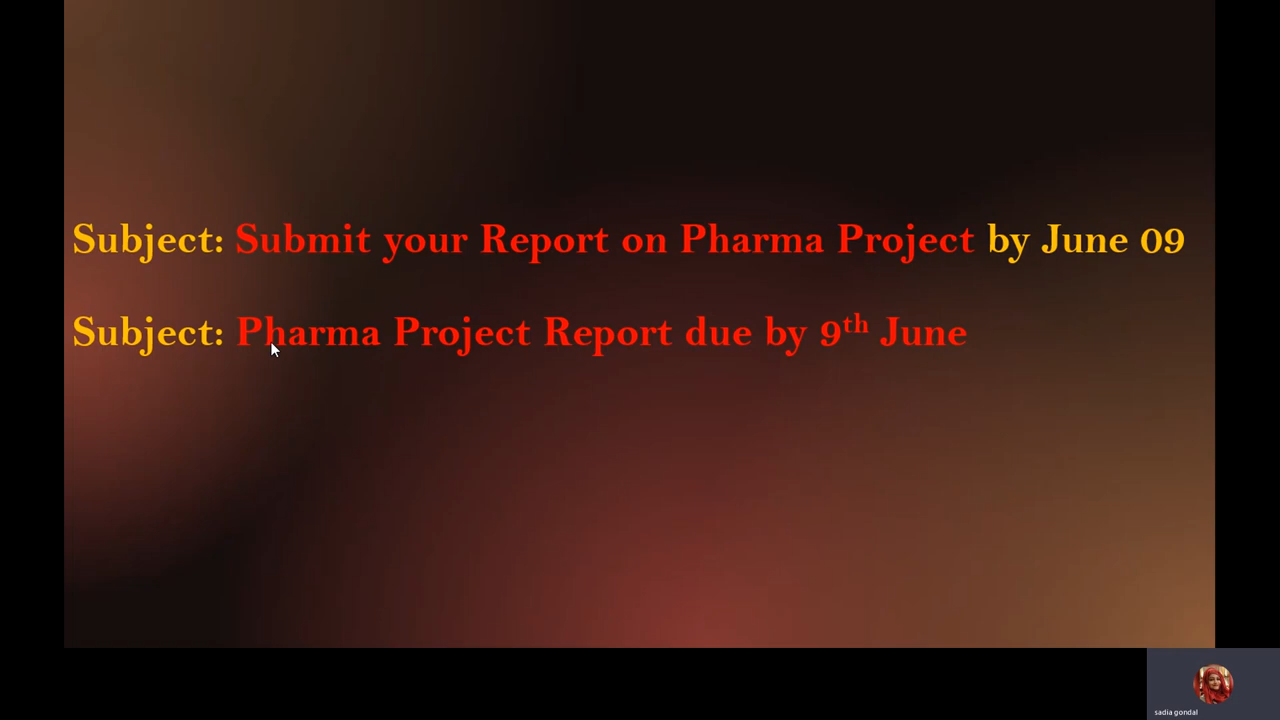 Subject: Submit your Report on Pharma Project by June 09
Subject: Pharma Project Report due by 9th June
sadia gondal